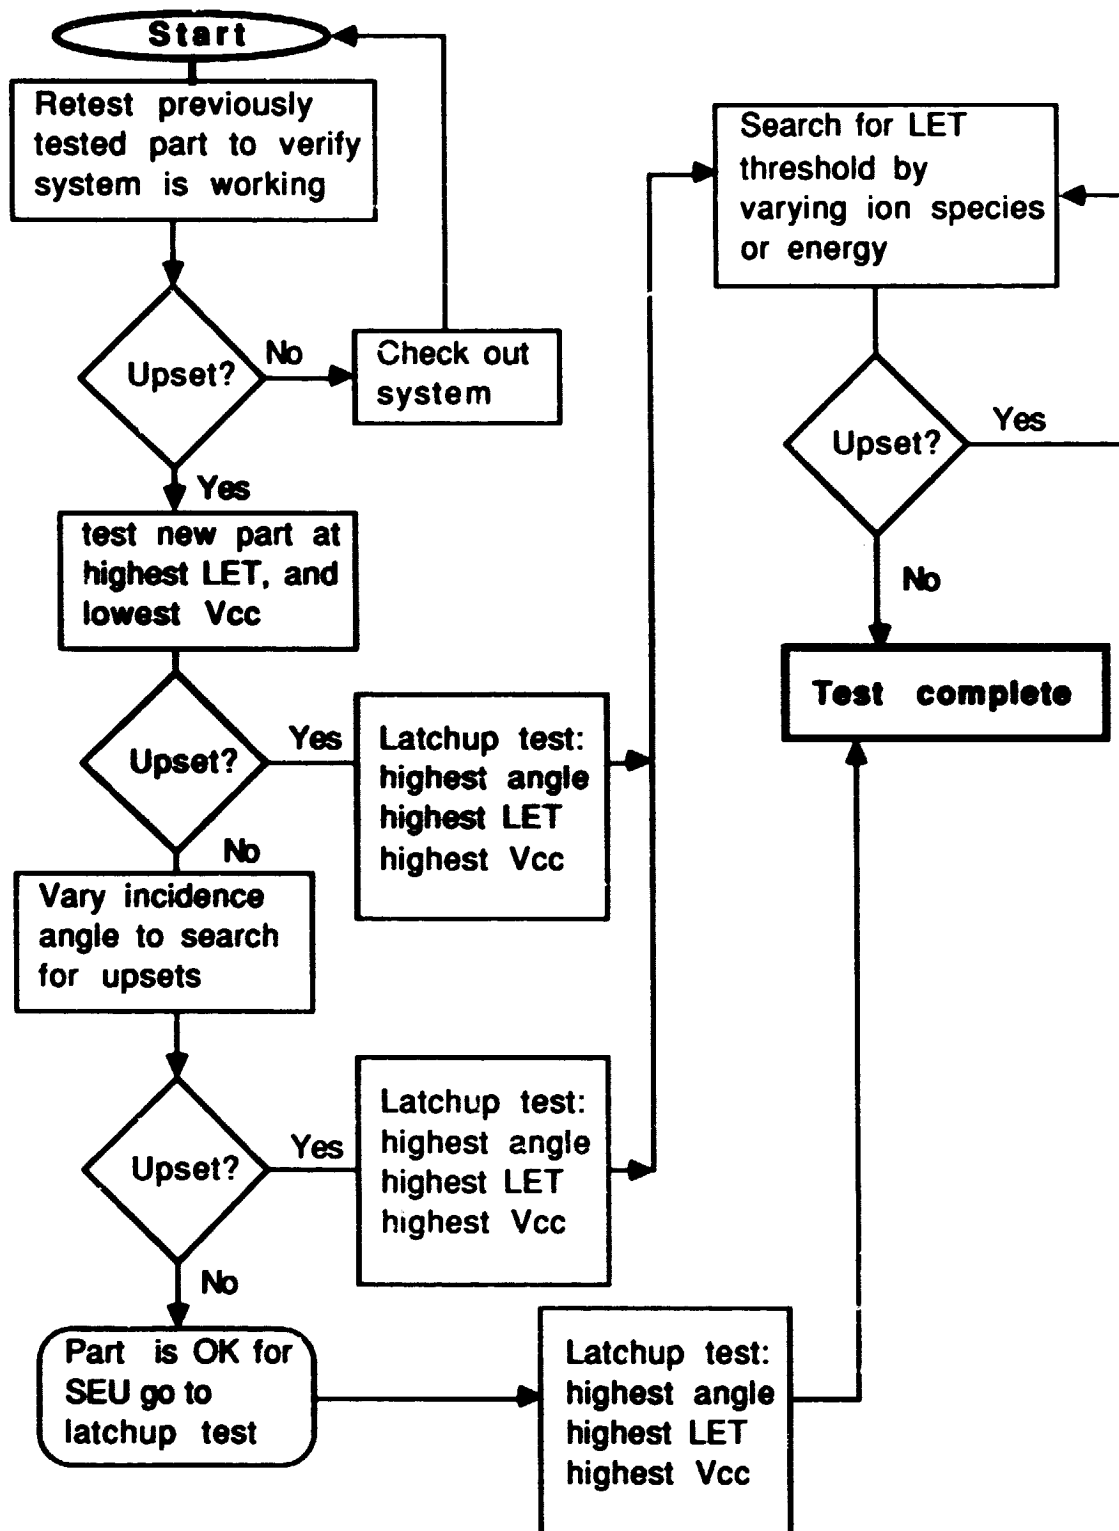 Start
Retest previously
tested part to verify
system is working
Upset?
No
Check out
system
Yes
test new part at
highest LET, and
lowest Vcc
Upset?
Yes
Latchup test:
highest angle
highest LET
highest Vcc
No
Vary incidence
angle to search
for upsets
Upset?
Yes
Latchup test:
highest angle
highest LET
highest Vcc
No
Part is OK for
SEU go to
latchup test
Latchup test:
highest angle
highest LET
highest Vcc
Search for LET
threshold by
varying ion species
or energy
Upset?
Yes
No
Test complete